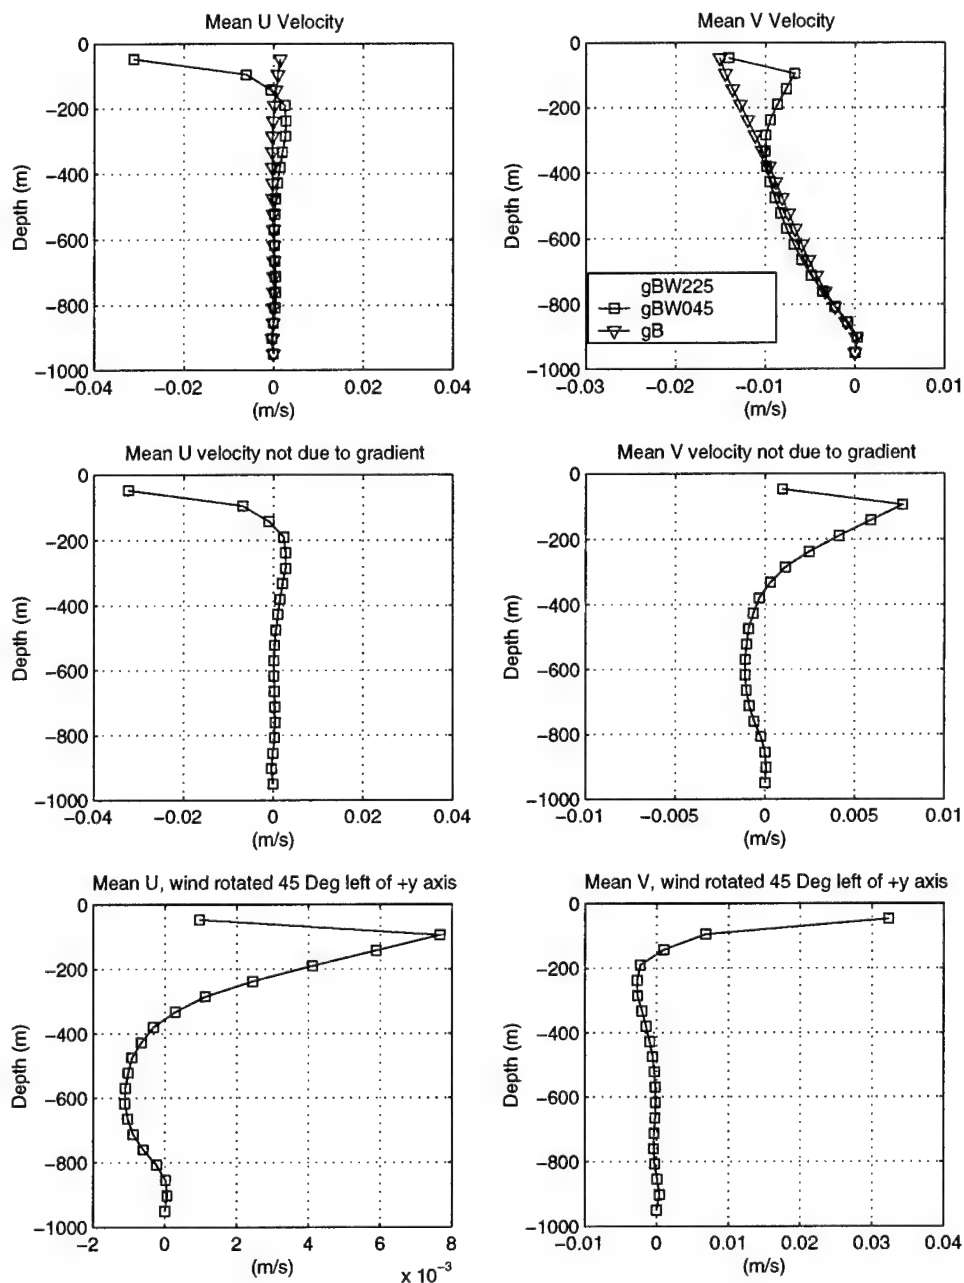 Mean U Velocity
0
−200
−400
−600
−800
−1000
Depth (m)
−0.04 −0.02 0 0.02 0.04
(m/s)
Mean V Velocity
0
−200
−400
−600
−800
−1000
Depth (m)
gBW225
gBW045
gB
−0.03 −0.02 −0.01 0 0.01
(m/s)
Mean U velocity not due to gradient
0
−200
−400
−600
−800
−1000
Depth (m)
−0.04 −0.02 0 0.02 0.04
(m/s)
Mean V velocity not due to gradient
0
−200
−400
−600
−800
−1000
Depth (m)
−0.01 −0.005 0 0.005 0.01
(m/s)
Mean U, wind rotated 45 Deg left of +y axis
0
−200
−400
−600
−800
−1000
Depth (m)
−2 0 2 4 6 8
(m/s)
x 10⁻³
Mean V, wind rotated 45 Deg left of +y axis
0
−200
−400
−600
−800
−1000
Depth (m)
−0.01 0 0.01 0.02 0.03 0.04
(m/s)